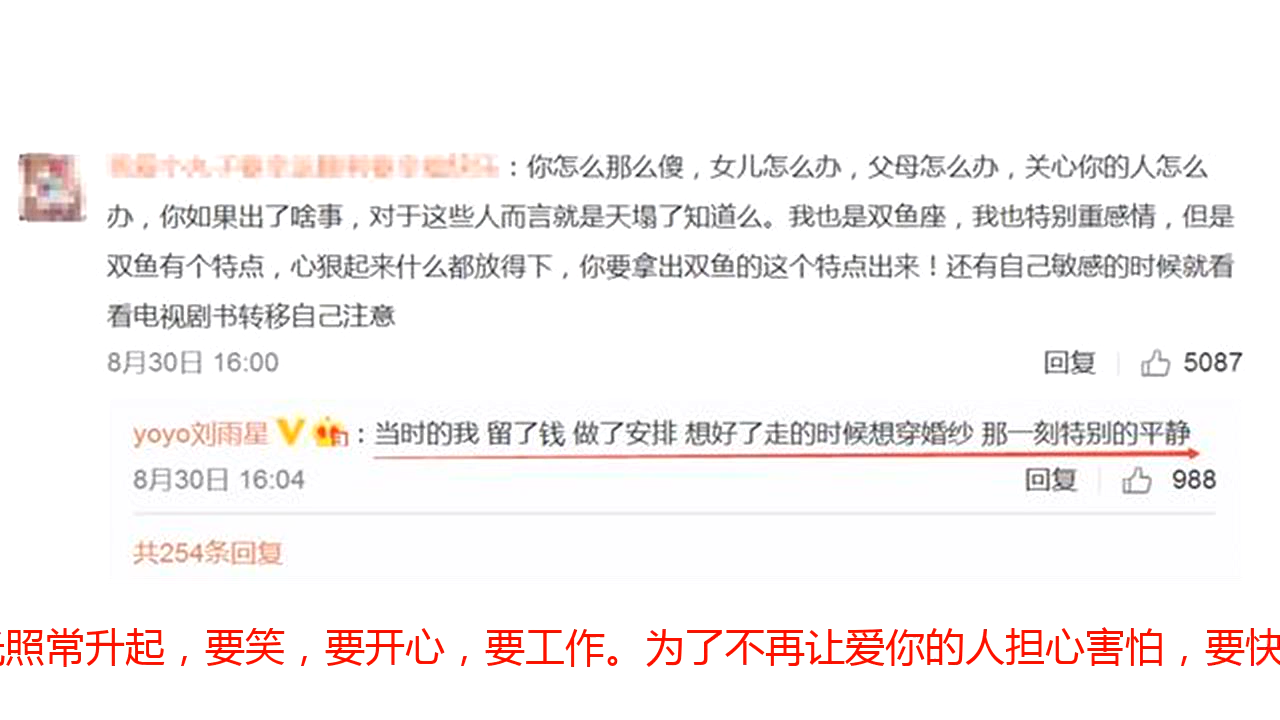 ：你怎么那么傻，女儿怎么办，父母怎么办，关心你的人怎么
办，你如果出了啥事，对于这些人而言就是天塌了知道么。我也是双鱼座，我也特别重感情，但是
双鱼有个特点，心狠起来什么都放得下，你要拿出双鱼的这个特点出来！还有自己敏感的时候就看
看电视剧书转移自己注意
8月30日 16:00 回复 5087
yoyo刘雨星：当时的我 留了钱 做了安排 想好了走的时候想穿婚纱 那一刻特别的平静
8月30日 16:04 回复 988
共254条回复
照常升起，要笑，要开心，要工作。为了不再让爱你的人担心害怕，要快